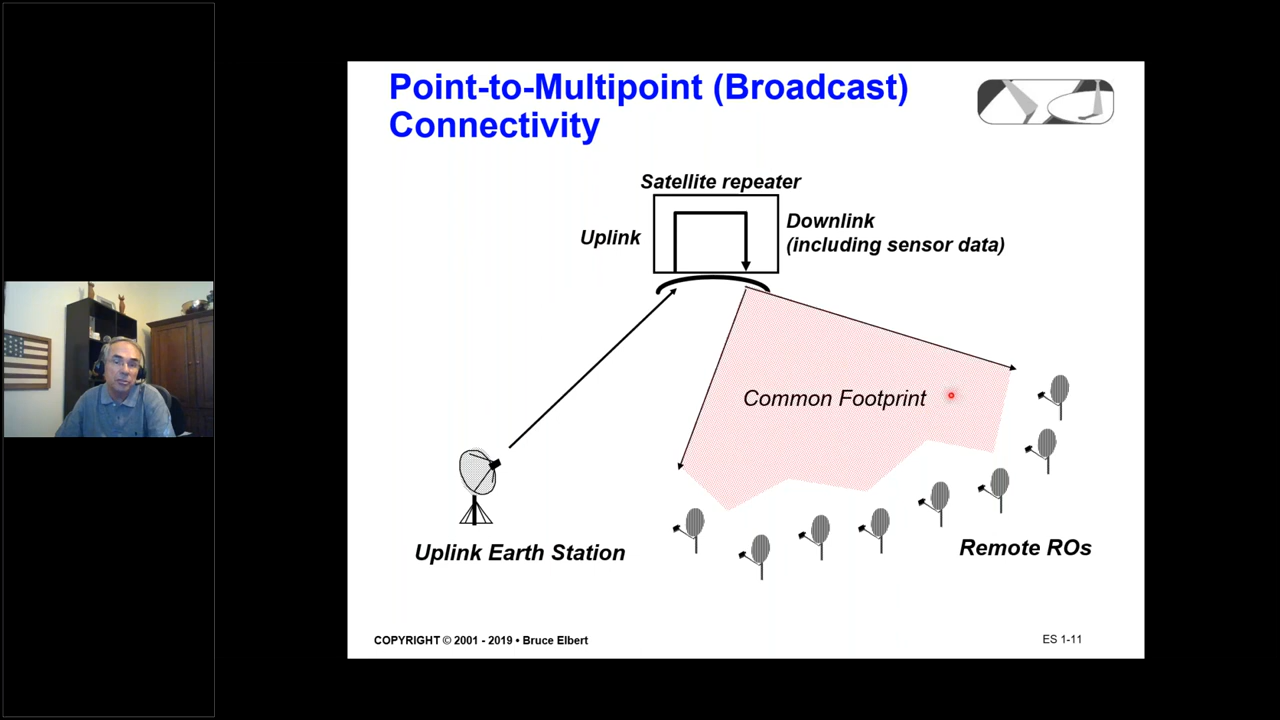 Point-to-Multipoint (Broadcast)
Connectivity
Satellite repeater
Uplink
Downlink
(including sensor data)
Common Footprint
Uplink Earth Station
Remote ROs
COPYRIGHT © 2001 - 2019 • Bruce Elbert
ES 1-11